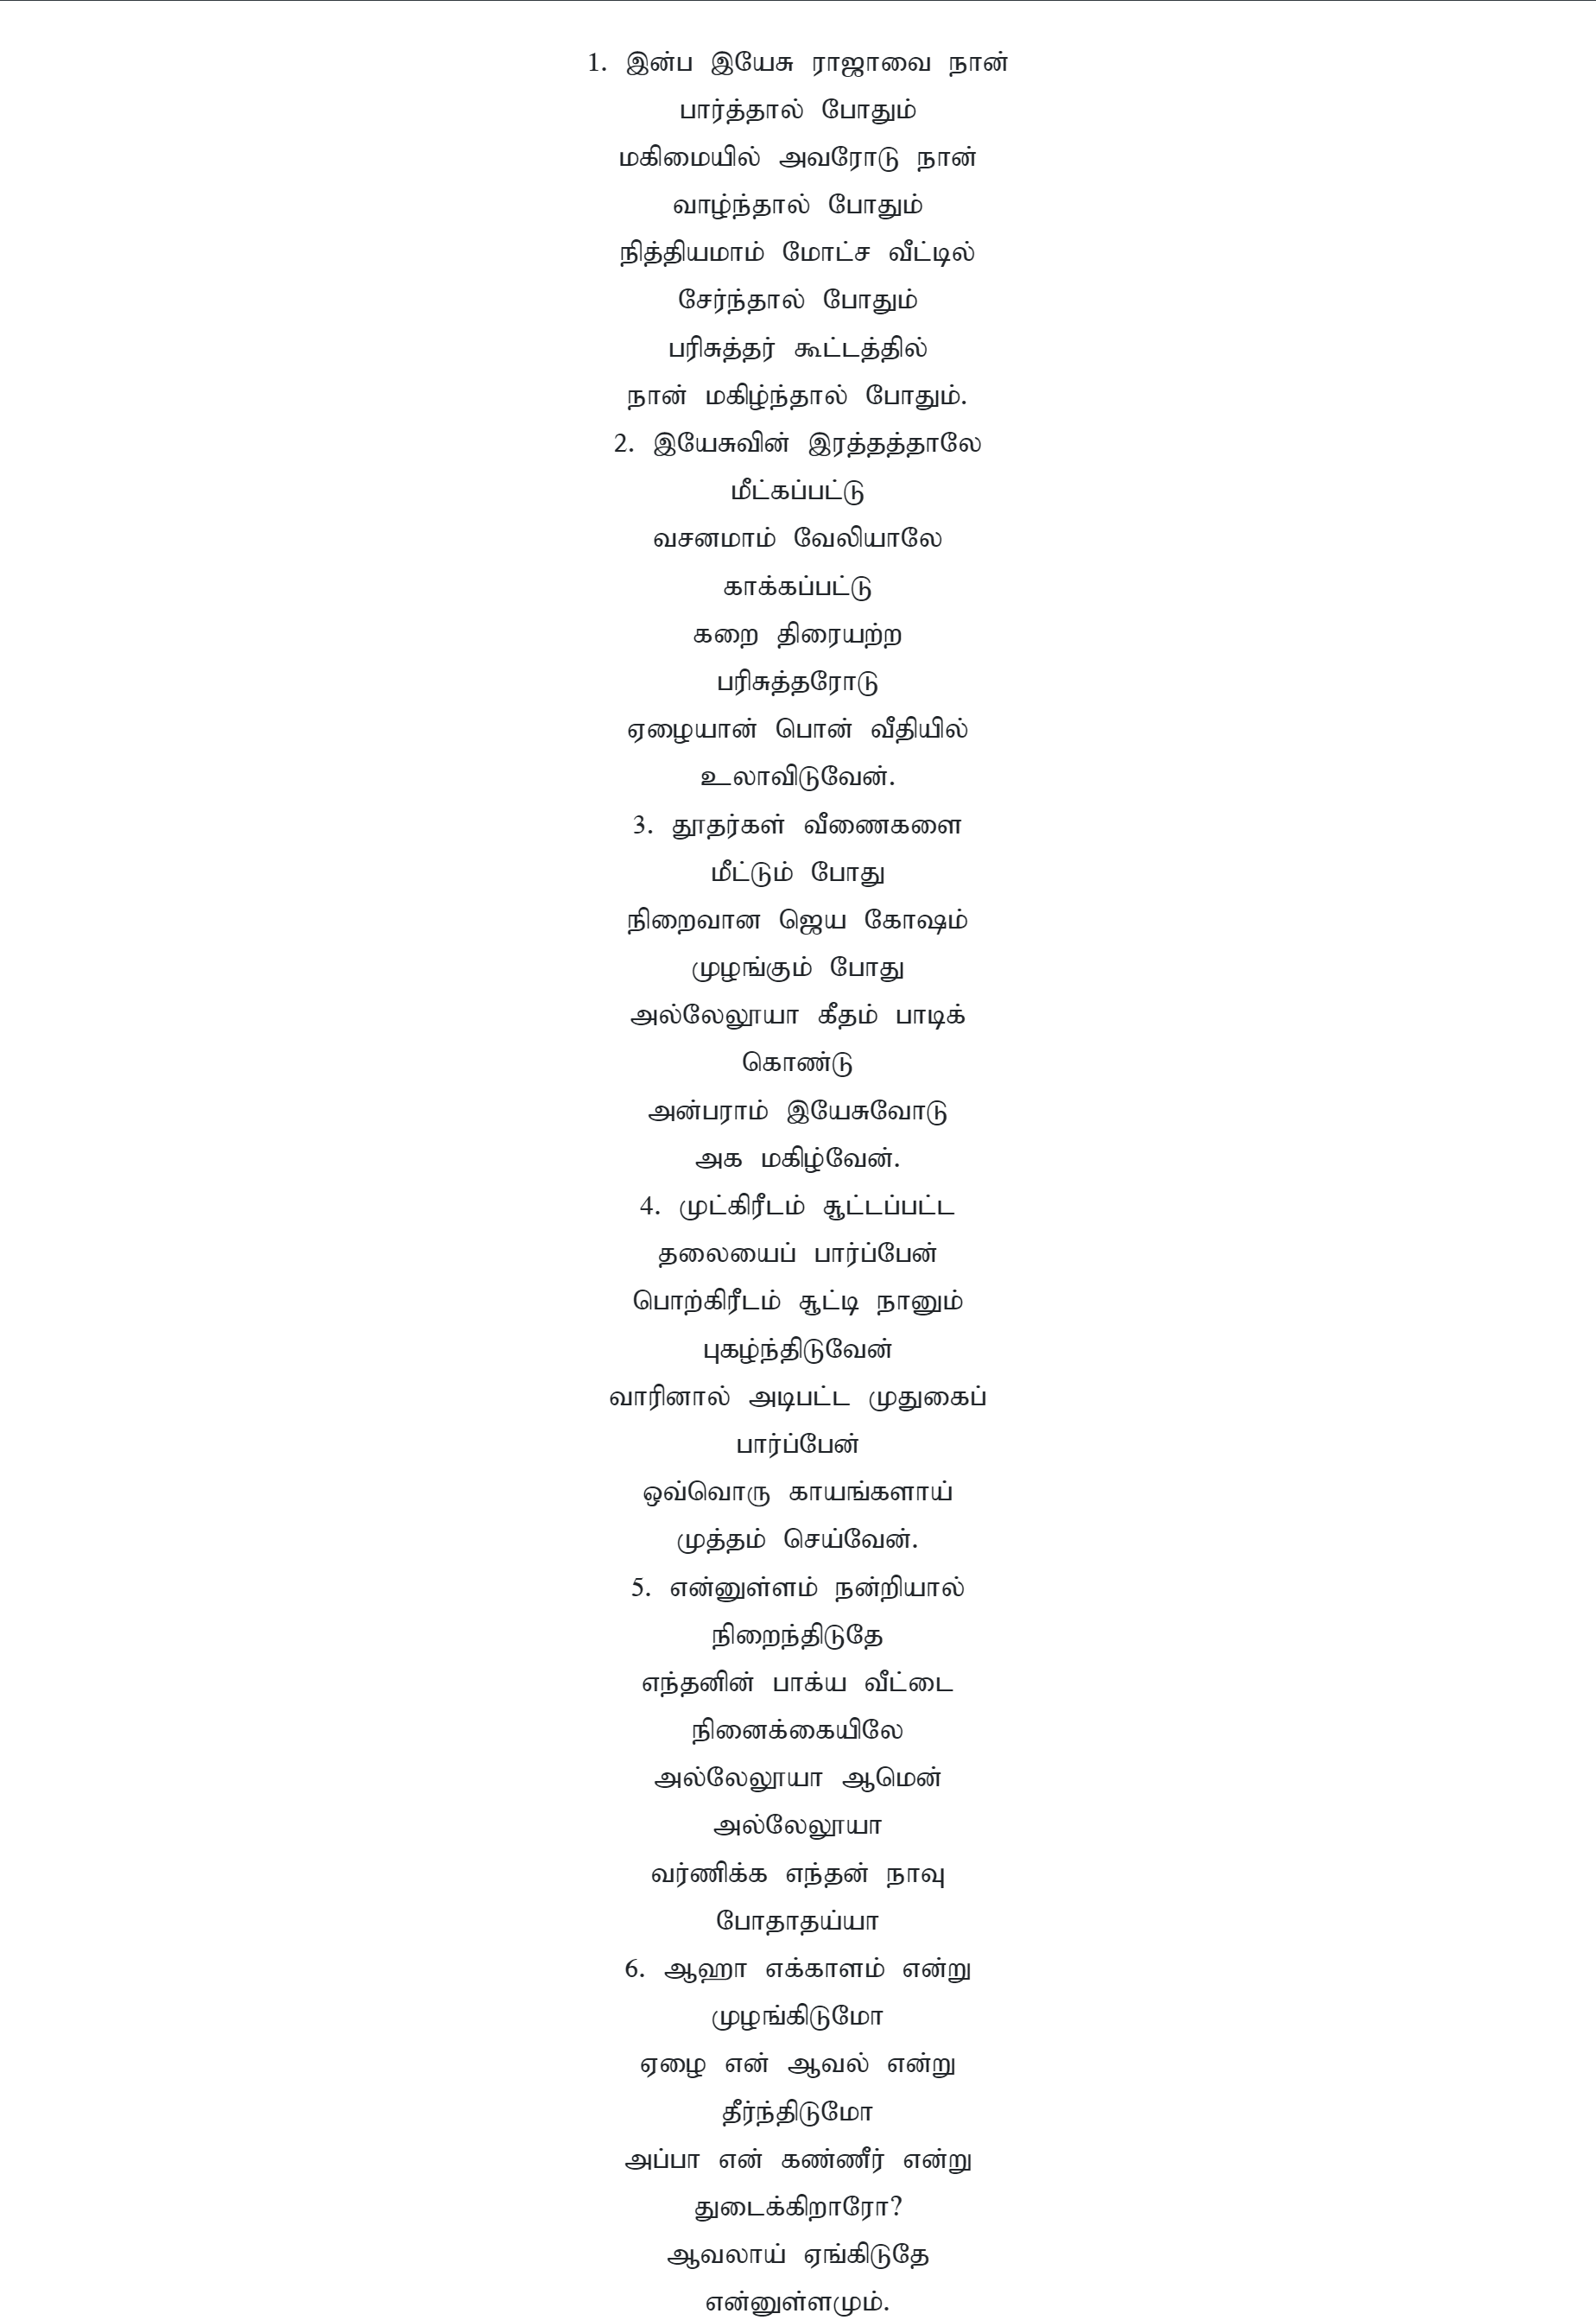 1. இன்ப இயேசு ராஜாவை நான்
பார்த்தால் போதும்
மகிமையில் அவரோடு நான்
வாழ்ந்தால் போதும்
நித்தியமாம் மோட்ச வீட்டில்
சேர்ந்தால் போதும்
பரிசுத்தர் கூட்டத்தில்
நான் மகிழ்ந்தால் போதும்.
2. இயேசுவின் இரத்தத்தாலே
மீட்கப்பட்டு
வசனமாம் வேலியாலே
காக்கப்பட்டு
கறை திரையற்ற
பரிசுத்தரோடு
ஏழையான் பொன் வீதியில்
உலாவிடுவேன்.
3. தூதர்கள் வீணைகளை
மீட்டும் போது
நிறைவான ஜெய கோஷம்
முழங்கும் போது
அல்லேலூயா கீதம் பாடிக்
கொண்டு
அன்பராம் இயேசுவோடு
அக மகிழ்வேன்.
4. முட்கிரீடம் சூட்டப்பட்ட
தலையைப் பார்ப்பேன்
பொற்கிரீடம் சூட்டி நானும்
புகழ்ந்திடுவேன்
வாரினால் அடிபட்ட முதுகைப்
பார்ப்பேன்
ஒவ்வொரு காயங்களாய்
முத்தம் செய்வேன்.
5. என்னுள்ளம் நன்றியால்
நிறைந்திடுதே
எந்தனின் பாக்ய வீட்டை
நினைக்கையிலே
அல்லேலூயா ஆமென்
அல்லேலூயா
வர்ணிக்க எந்தன் நாவு
போதாதய்யா
6. ஆஹா எக்காளம் என்று
முழங்கிடுமோ
ஏழை என் ஆவல் என்று
தீர்ந்திடுமோ
அப்பா என் கண்ணீர் என்று
துடைக்கிறாரோ?
ஆவலாய் ஏங்கிடுதே
என்னுள்ளமும்.